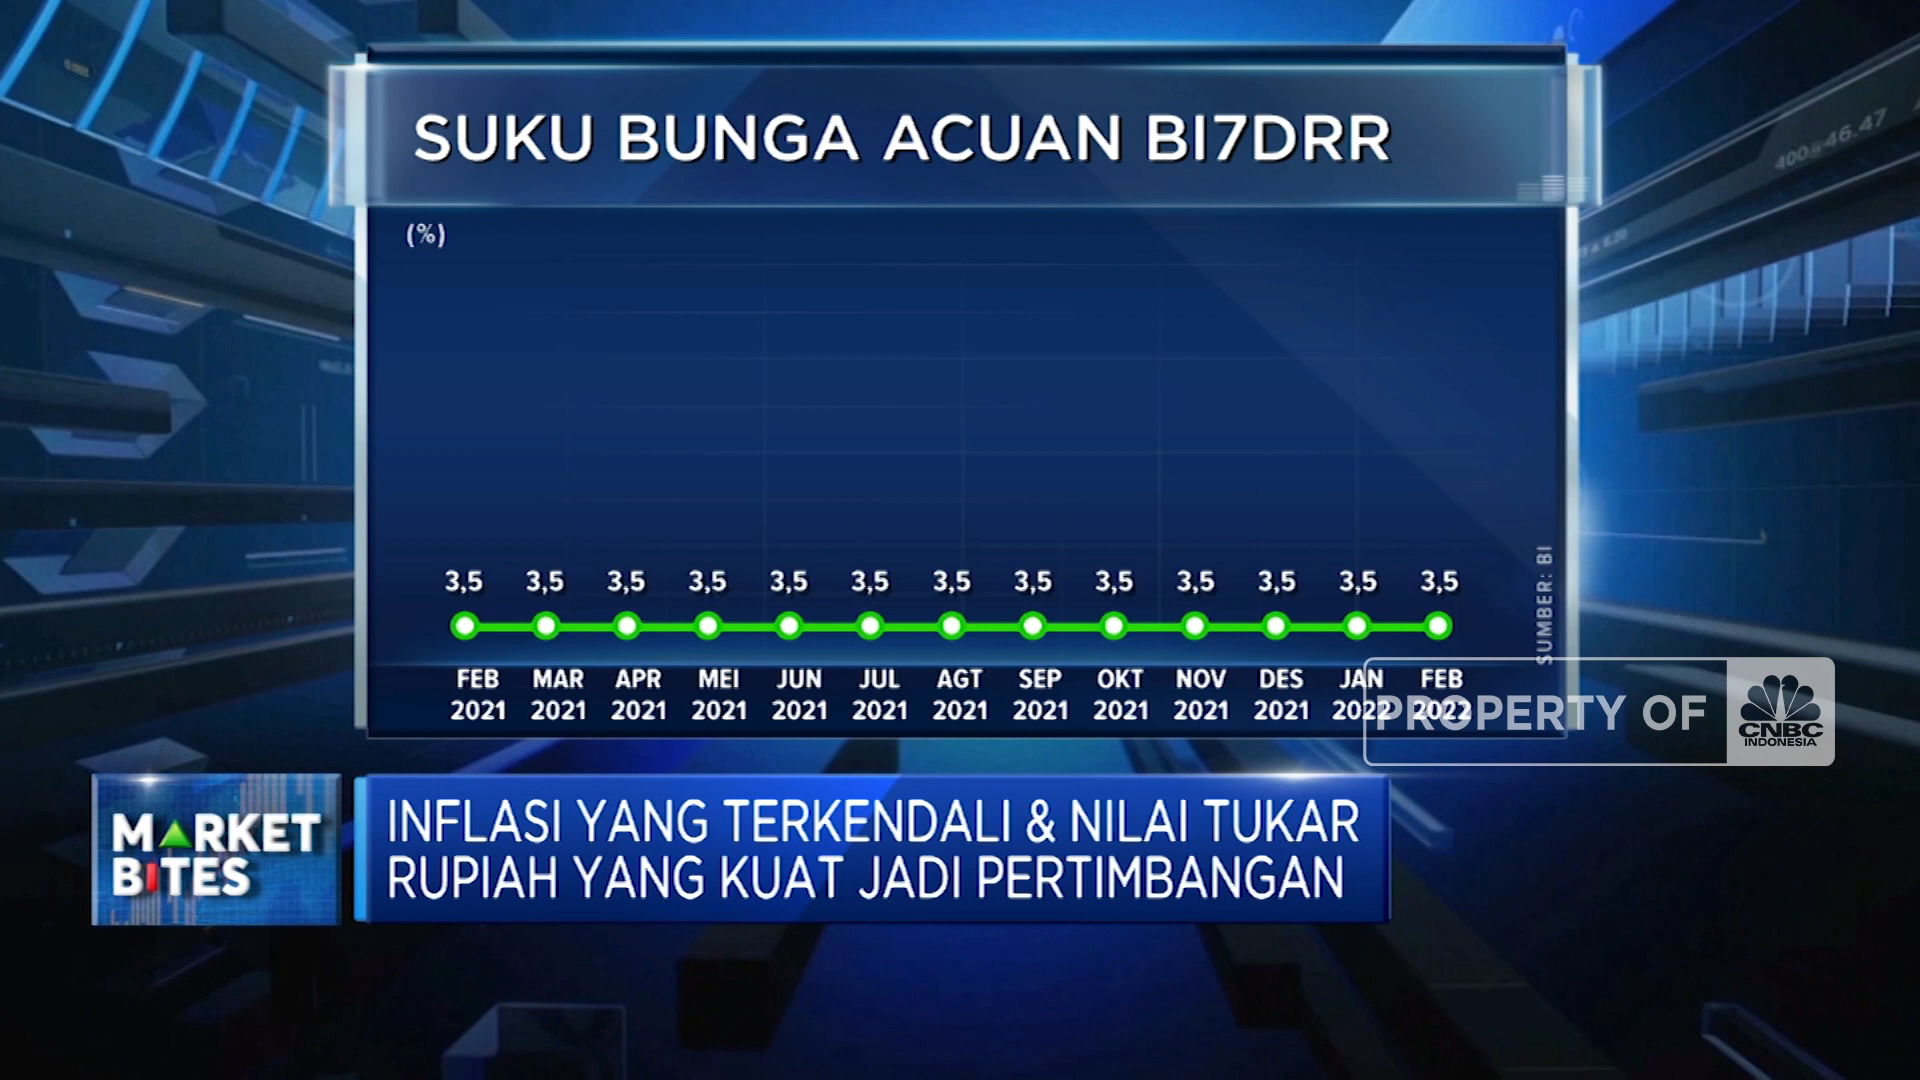 SUKU BUNGA ACUAN BI7DRR
(%)
3,5 3,5 3,5 3,5 3,5 3,5 3,5 3,5 3,5 3,5 3,5 3,5 3,5
FEB MAR APR MEI JUN JUL AGT SEP OKT NOV DES JAN FEB
2021 2021 2021 2021 2021 2021 2021 2021 2021 2021 2021 2022 2022
SUMBER: BI
PROPERTY OF
CNBC
INDONESIA
MARKET
BITES
INFLASI YANG TERKENDALI & NILAI TUKAR
RUPIAH YANG KUAT JADI PERTIMBANGAN
400 46.47